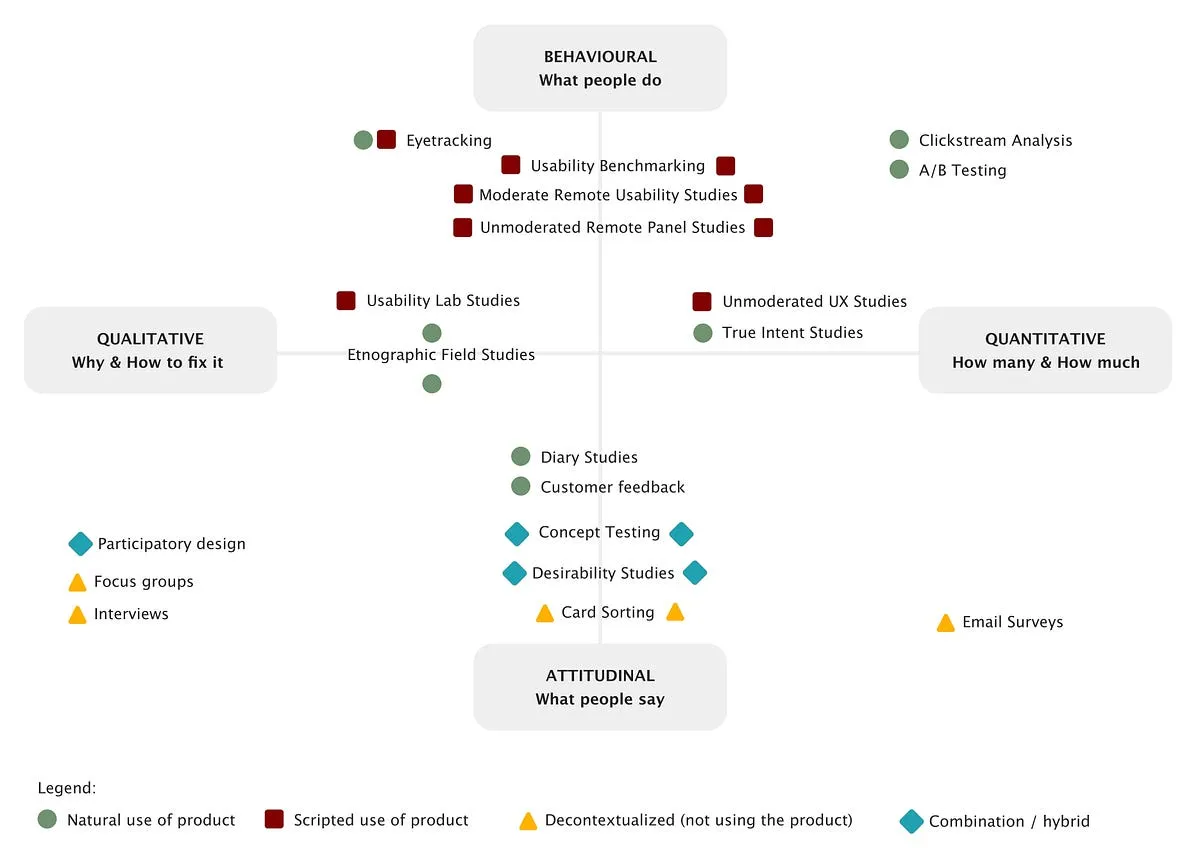 BEHAVIOURAL
What people do
Eyetracking
Clickstream Analysis
Usability Benchmarking
A/B Testing
Moderate Remote Usability Studies
Unmoderated Remote Panel Studies
Usability Lab Studies
Unmoderated UX Studies
True Intent Studies
QUALITATIVE
Why & How to fix it
Etnographic Field Studies
QUANTITATIVE
How many & How much
Diary Studies
Customer feedback
Concept Testing
Participatory design
Desirability Studies
Focus groups
Card Sorting
Interviews
Email Surveys
ATTITUDINAL
What people say
Legend:
Natural use of product
Scripted use of product
Decontextualized (not using the product)
Combination / hybrid